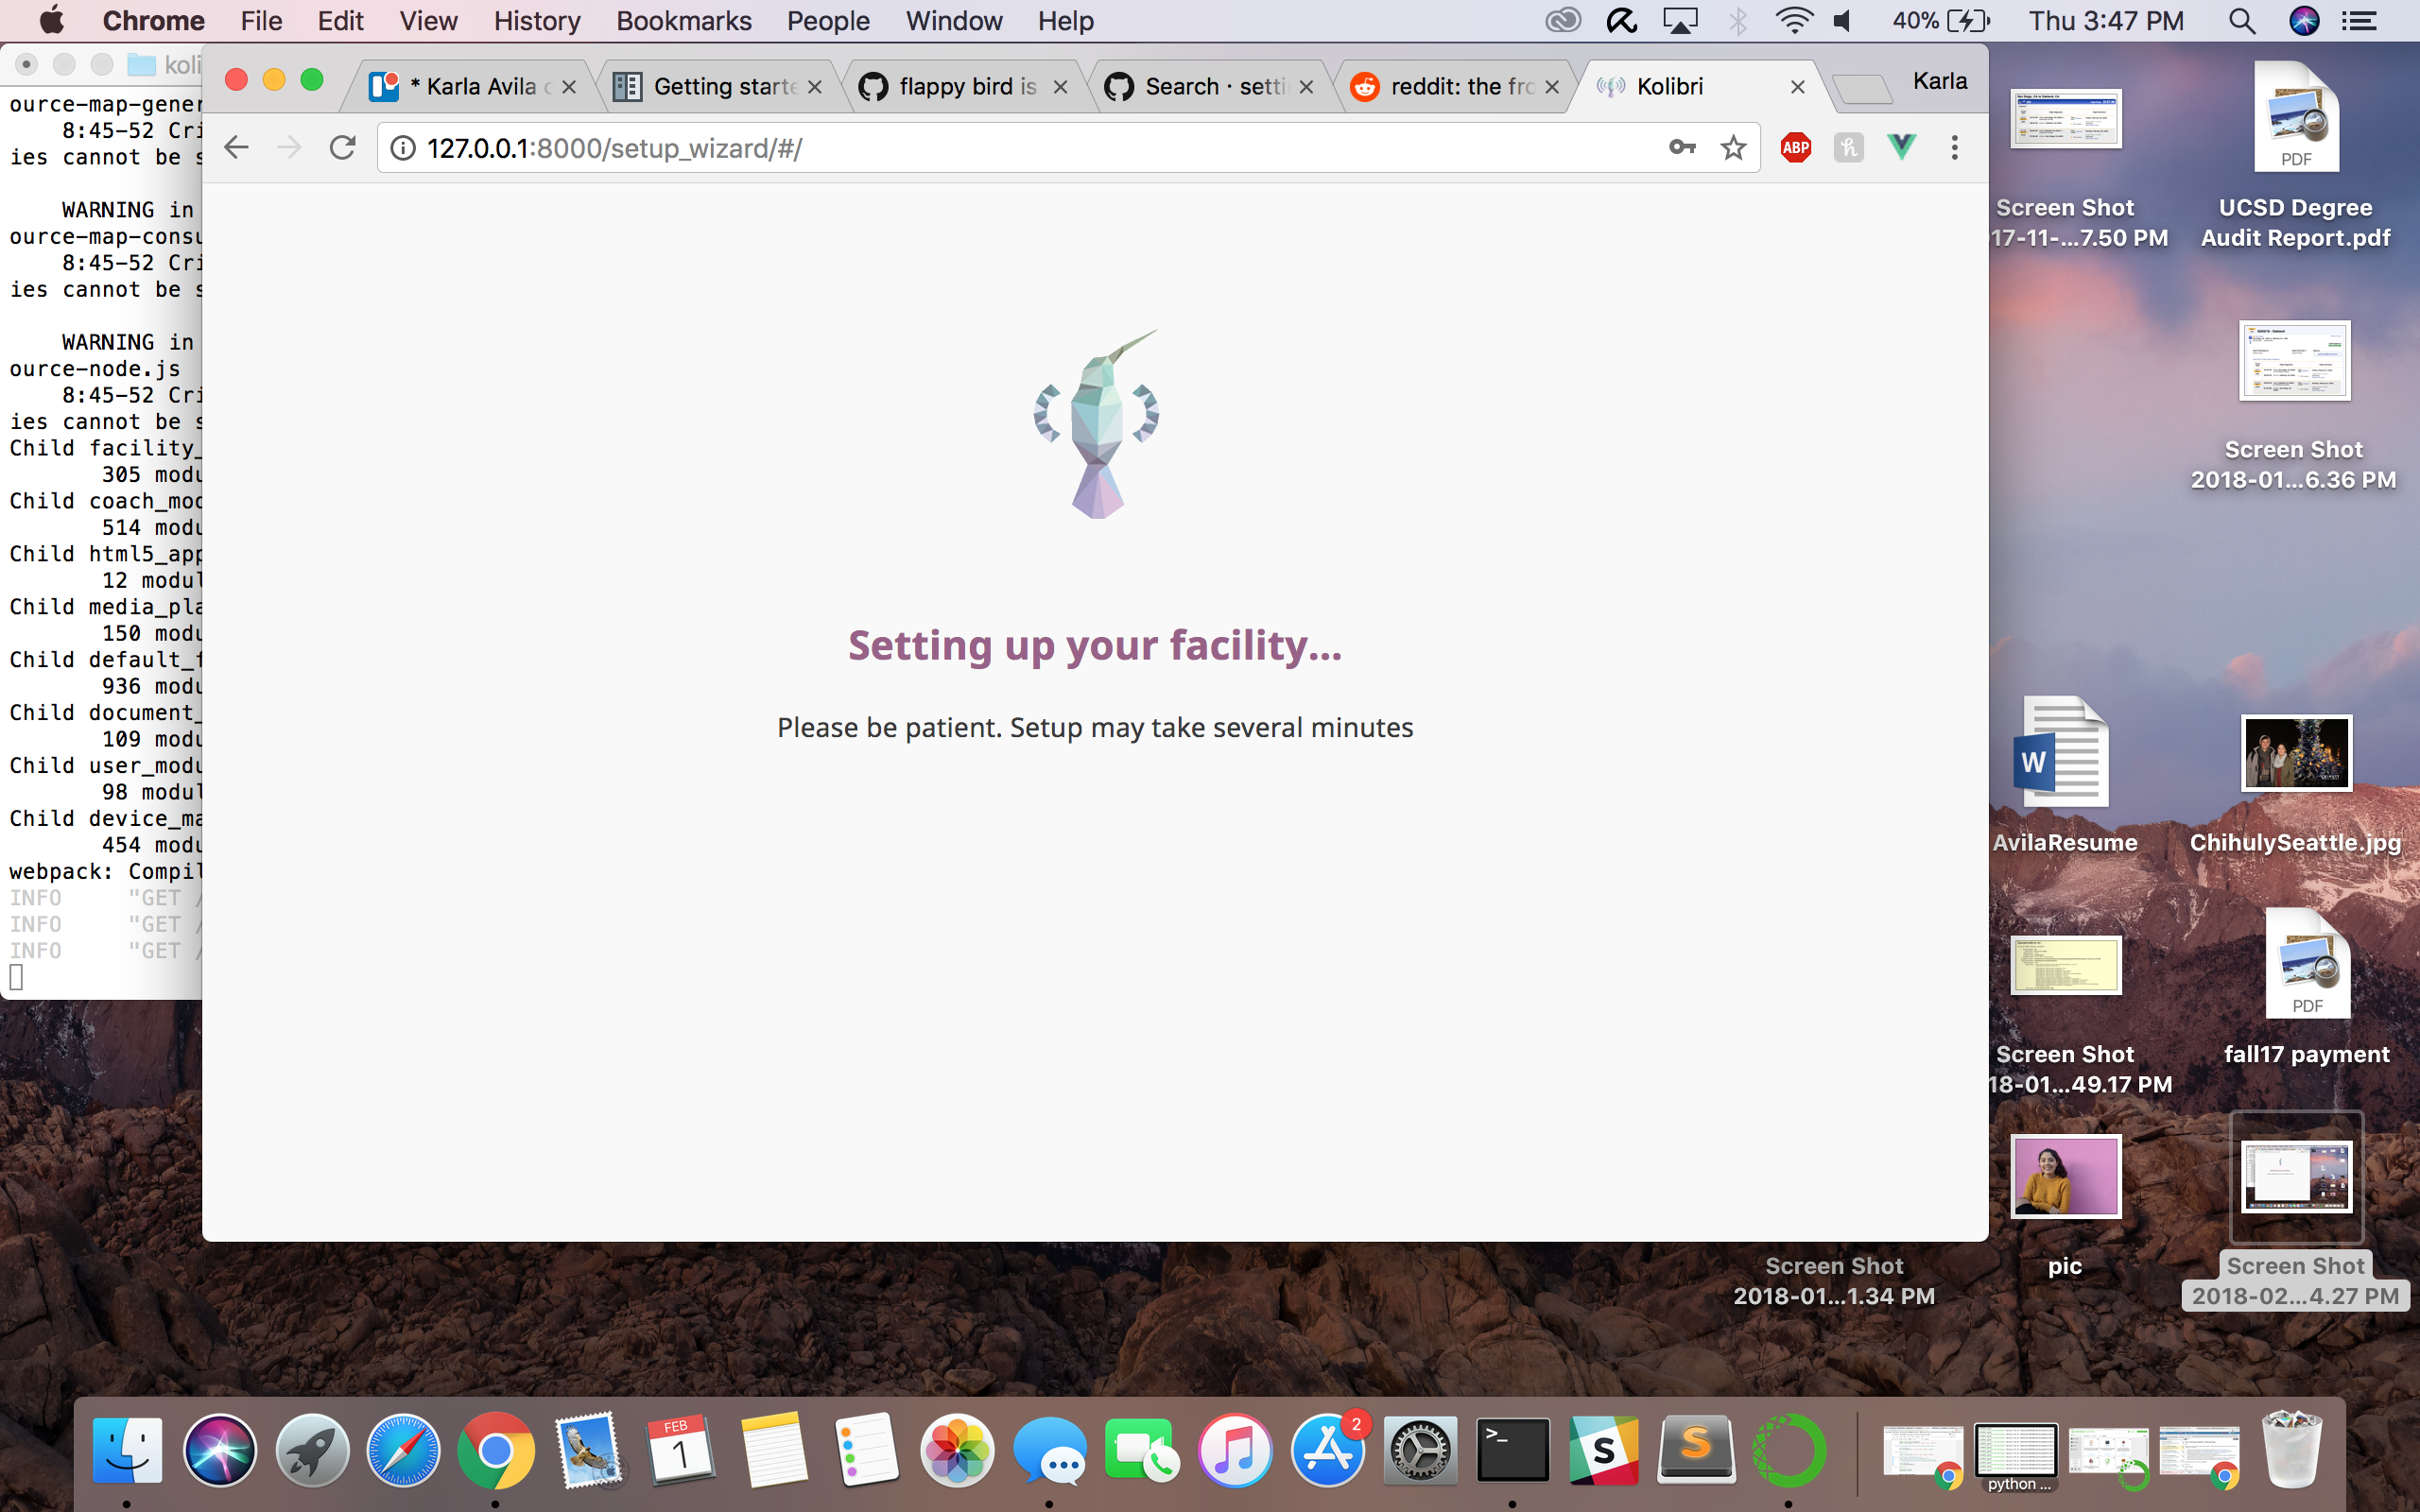 Chrome File Edit View History Bookmarks People Window Help 40% Thu 3:47 PM
koli
* Karla Avila
Getting starte
flappy bird is
Search · setti
reddit: the fro
Kolibri
Karla
127.0.0.1:8000/setup_wizard/#/
ABP
ource-map-gener
8:45-52 Cri
ies cannot be s
WARNING in
ource-map-consu
8:45-52 Cri
ies cannot be s
WARNING in
ource-node.js
8:45-52 Cri
ies cannot be s
Child facility_
305 modu
Child coach_mod
514 modu
Child html5_app
12 modul
Child media_pla
150 modu
Child default_f
936 modu
Child document_
109 modu
Child user_modu
98 modul
Child device_ma
454 modu
webpack: Compil
INFO "GET /
INFO "GET /
INFO "GET /
Setting up your facility...
Please be patient. Setup may take several minutes
Screen Shot
17-11-...7.50 PM
PDF
UCSD Degree
Audit Report.pdf
Screen Shot
2018-01...6.36 PM
W
AvilaResume
ChihulySeattle.jpg
Screen Shot
18-01...49.17 PM
PDF
fall17 payment
Screen Shot
2018-01...1.34 PM
pic
Screen Shot
2018-02...4.27 PM
FEB
1
2
>_
S
S
python ...